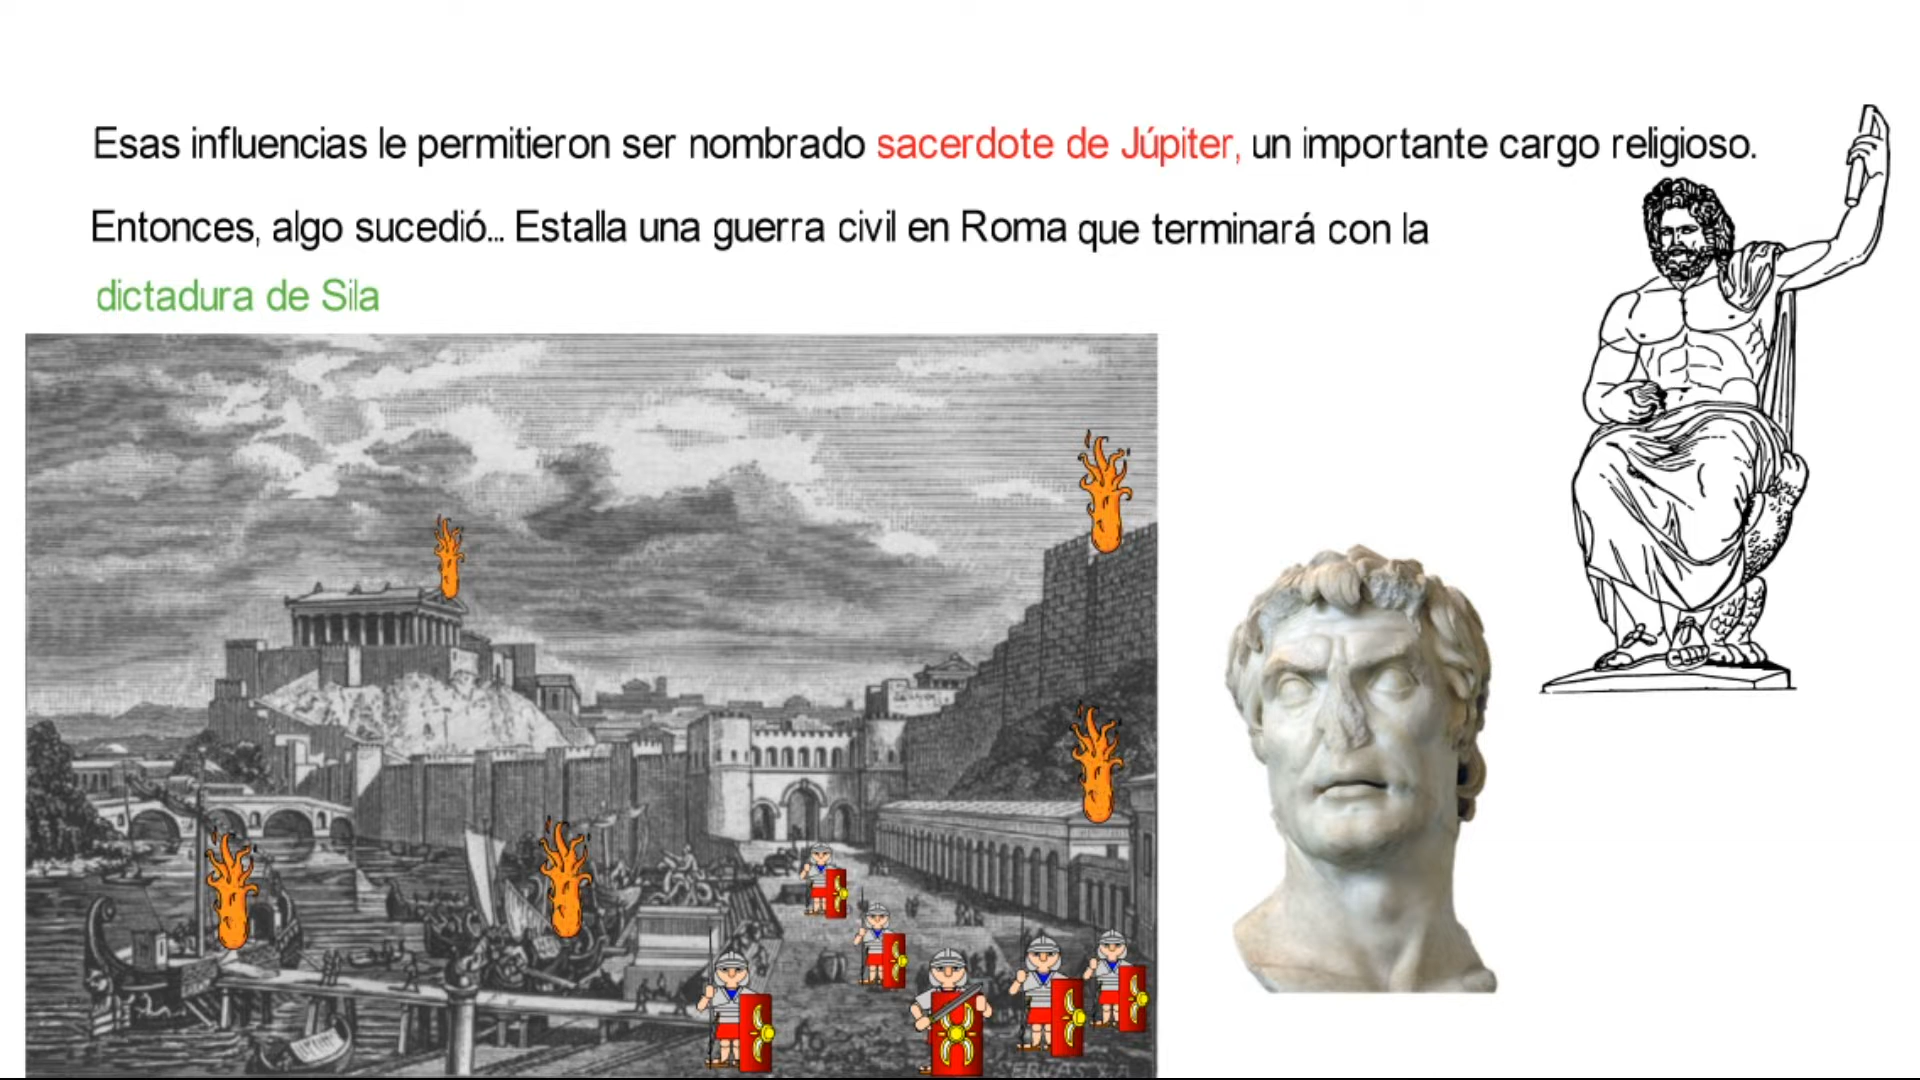 Esas influencias le permitieron ser nombrado sacerdote de Júpiter, un importante cargo religioso.
Entonces, algo sucedió... Estalla una guerra civil en Roma que terminará con la
dictadura de Sila